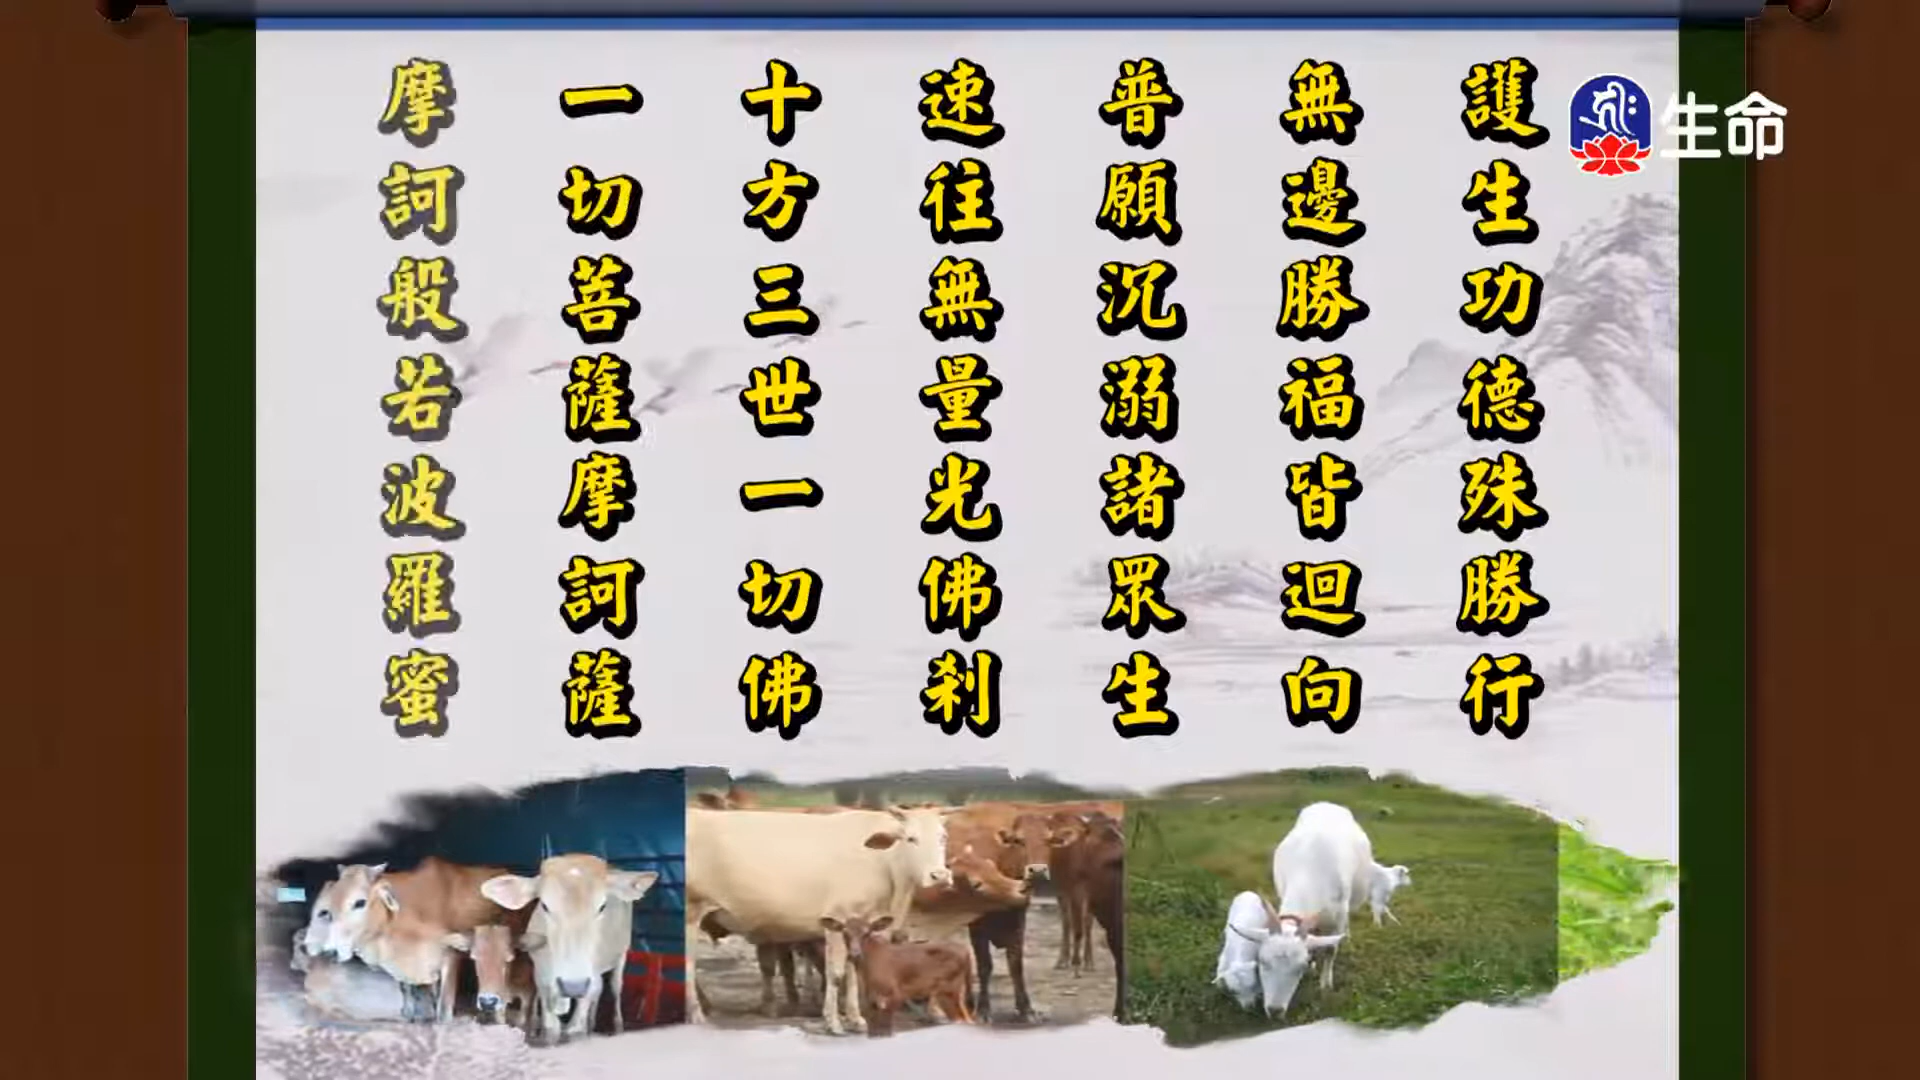 護生功德殊勝行
無邊勝福皆迴向
普願沉溺諸眾生
速往無量光佛剎
十方三世一切佛
一切菩薩摩訶薩
摩訶般若波羅蜜
生命